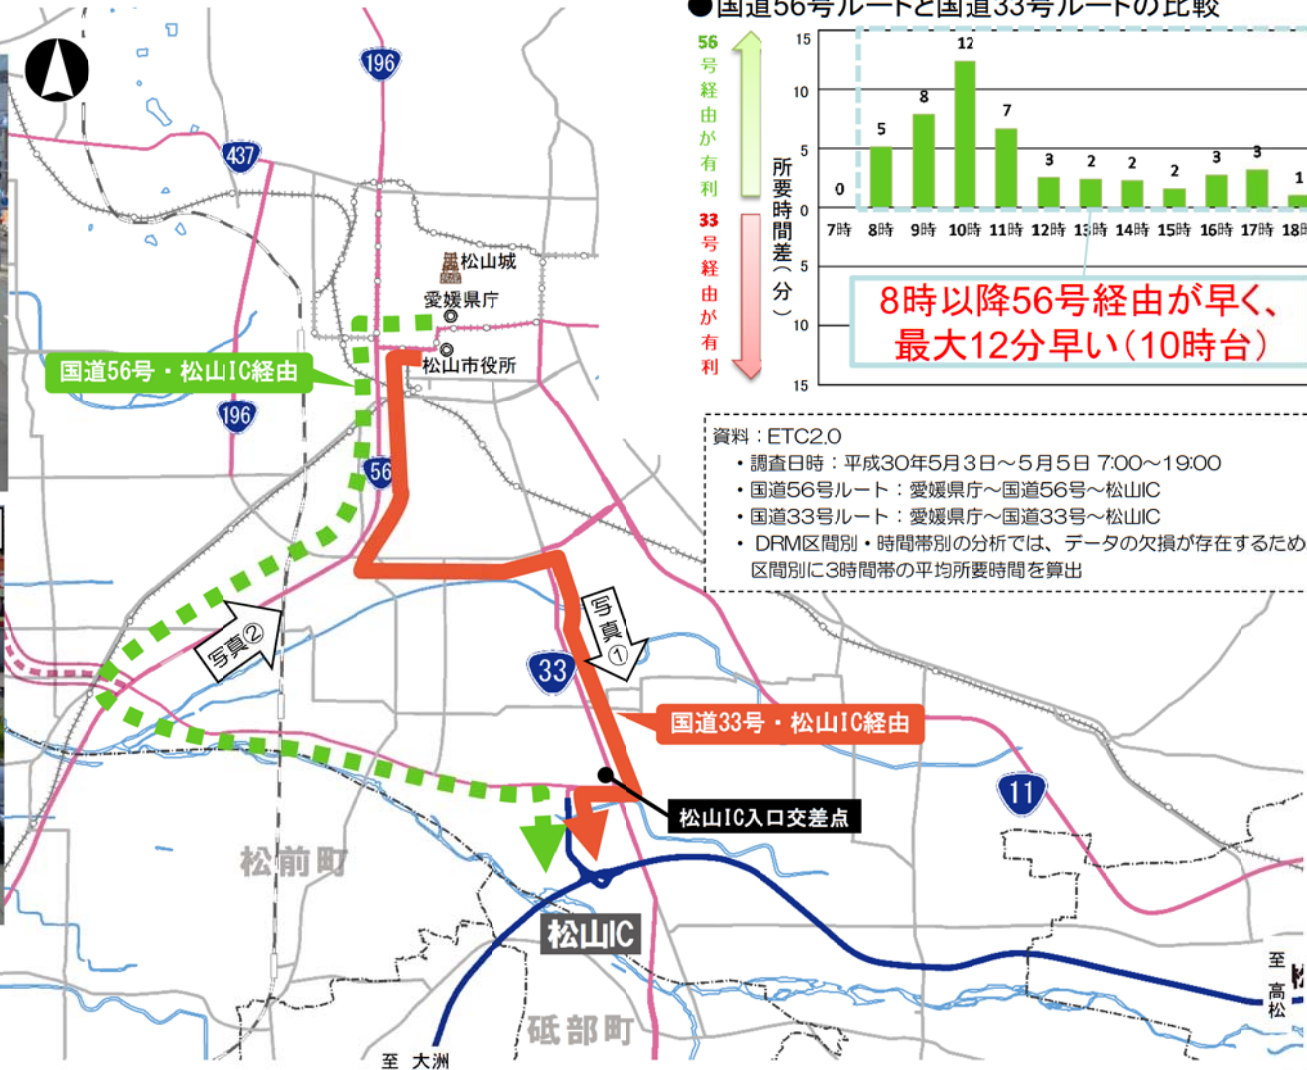 ●国道56号ルートと国道33号ルートの比較
56号経由が有利
33号経由が有利
所要時間差（分）
15
10
5
0
5
10
15
0
5
8
12
7
3
2
2
2
3
3
1
7時 8時 9時 10時 11時 12時 13時 14時 15時 16時 17時 18時
8時以降56号経由が早く、
最大12分早い（10時台）
資料：ETC2.0
・調査日時：平成30年5月3日～5月5日 7:00～19:00
・国道56号ルート：愛媛県庁～国道56号～松山IC
・国道33号ルート：愛媛県庁～国道33号～松山IC
・ DRM区間別・時間帯別の分析では、データの欠損が存在するため
区間別に3時間帯の平均所要時間を算出
196
437
松山城
愛媛県庁
松山市役所
国道56号・松山IC経由
196
56
写真①
写真②
33
国道33号・松山IC経由
11
松山IC入口交差点
松前町
松山IC
砥部町
至 高松
至 大洲